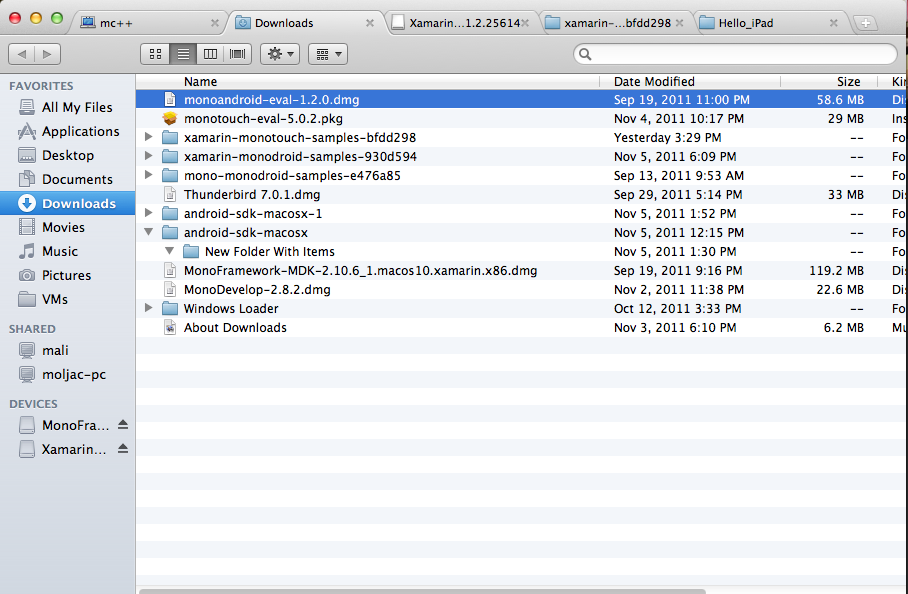 mc++ Downloads Xamarin...1.2.25614 xamarin-...bfdd298 Hello_iPad
Name Date Modified Size Kin
FAVORITES
All My Files
Applications
Desktop
Documents
Downloads
Movies
Music
Pictures
VMs
SHARED
mali
moljac-pc
DEVICES
MonoFra...
Xamarin...
monoandroid-eval-1.2.0.dmg Sep 19, 2011 11:00 PM 58.6 MB Di
monotouch-eval-5.0.2.pkg Nov 4, 2011 10:17 PM 29 MB Ins
xamarin-monotouch-samples-bfdd298 Yesterday 3:29 PM -- Fo
xamarin-monodroid-samples-930d594 Nov 5, 2011 6:09 PM -- Fo
mono-monodroid-samples-e476a85 Sep 13, 2011 9:53 AM -- Fo
Thunderbird 7.0.1.dmg Sep 29, 2011 5:14 PM 33 MB Di
android-sdk-macosx-1 Nov 5, 2011 1:52 PM -- Fo
android-sdk-macosx Nov 5, 2011 12:15 PM -- Fo
New Folder With Items Nov 5, 2011 1:30 PM -- Fo
MonoFramework-MDK-2.10.6_1.macos10.xamarin.x86.dmg Sep 19, 2011 9:16 PM 119.2 MB Di
MonoDevelop-2.8.2.dmg Nov 2, 2011 11:38 PM 22.6 MB Di
Windows Loader Oct 12, 2011 3:33 PM -- Fo
About Downloads Nov 3, 2011 6:10 PM 6.2 MB Mu